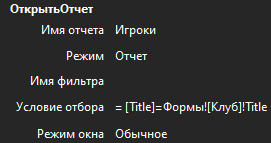 ОткрытьОтчет
Имя отчета Игроки
Режим Отчет
Имя фильтра
Условие отбора = [Title]=Формы![Клуб]!Title
Режим окна Обычное